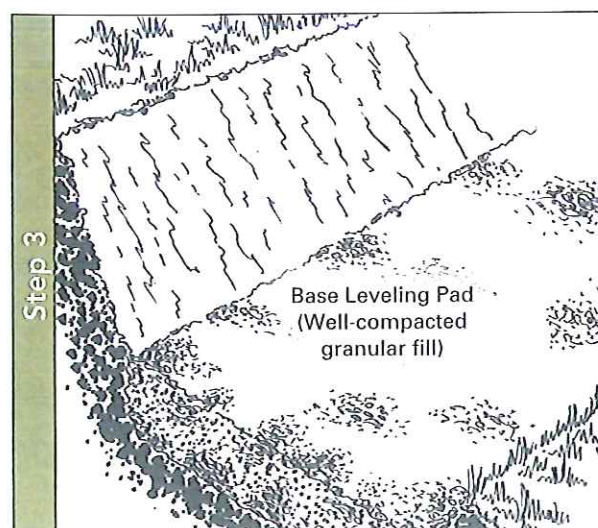 Step 3
Base Leveling Pad
(Well-compacted
granular fill)